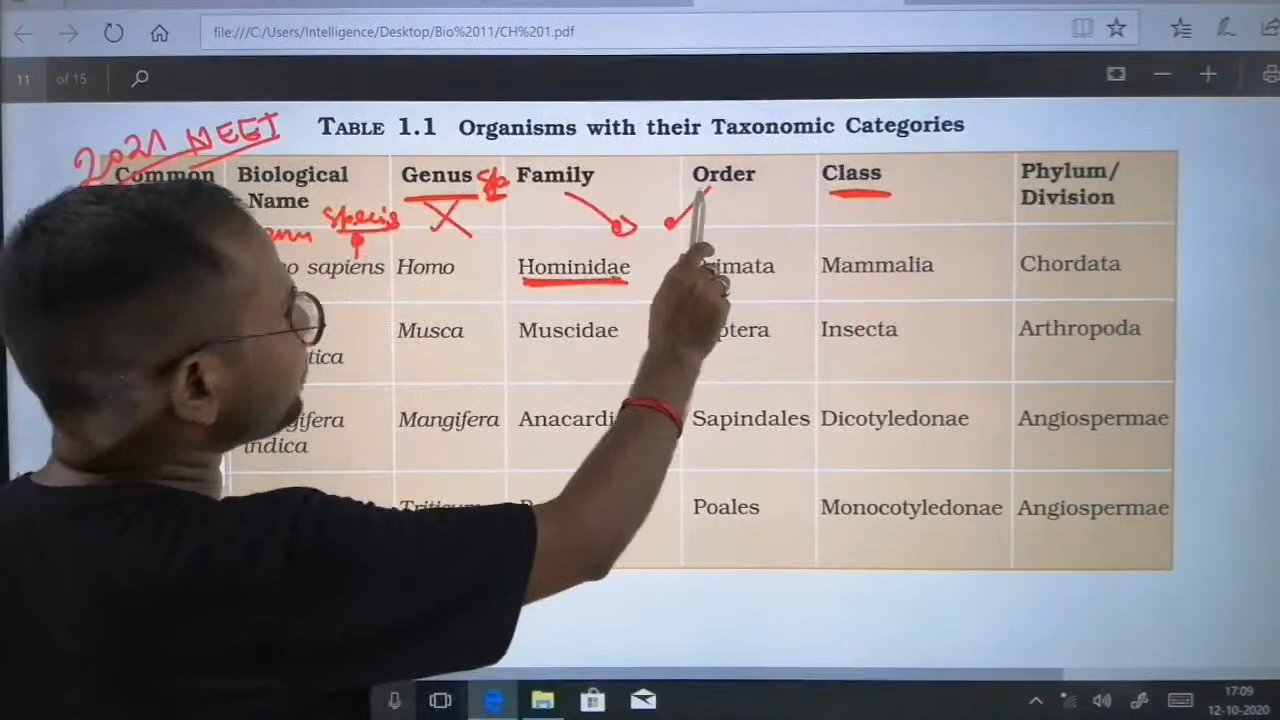 file:///C:/Users/Intelligence/Desktop/Bio%2011/CH%201.pdf
11 of 15
2021 NEET
TABLE 1.1 Organisms with their Taxonomic Categories
Common Biological Name Genus Family Order Class Phylum/ Division
species
sapiens Homo Hominidae Mammalia Chordata
Musca Muscidae Insecta Arthropoda
indica Mangifera Sapindales Dicotyledonae Angiospermae
Poales Monocotyledonae Angiospermae
17:09
12-10-2020